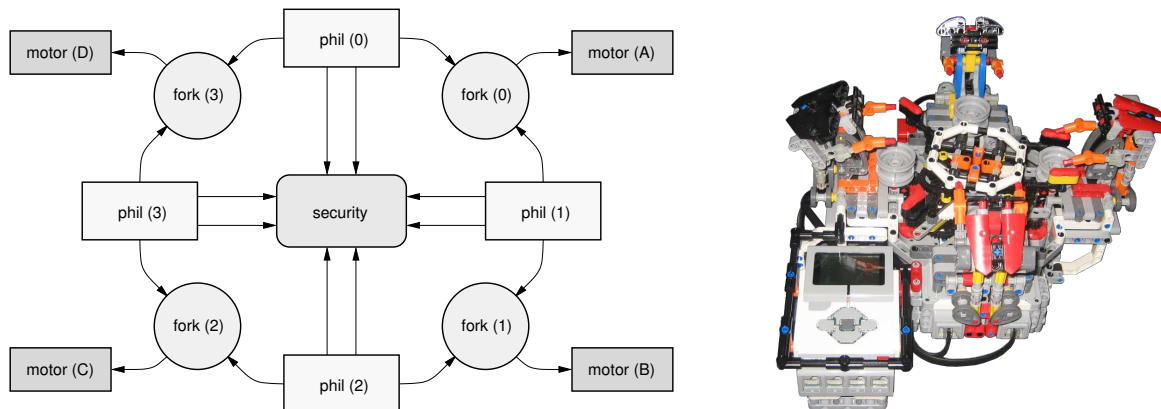 phil (0)
motor (D)
motor (A)
fork (3)
fork (0)
phil (3)
security
phil (1)
fork (2)
fork (1)
motor (C)
phil (2)
motor (B)